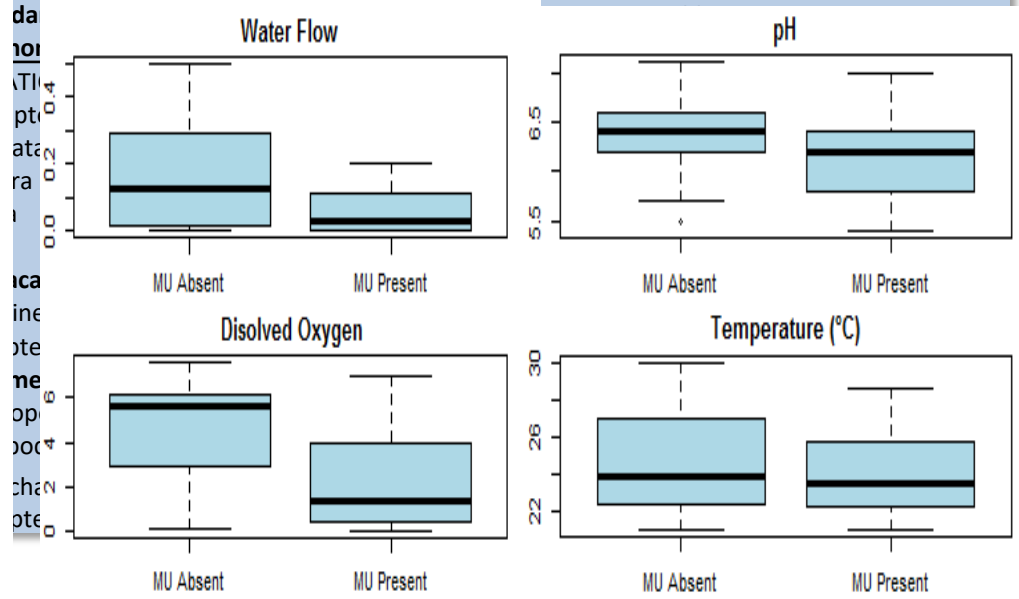 Water Flow
0.0
0.2
0.4
MU Absent
MU Present
pH
5.5
6.5
MU Absent
MU Present
Disolved Oxygen
0
2
4
6
MU Absent
MU Present
Temperature (°C)
22
26
30
MU Absent
MU Present